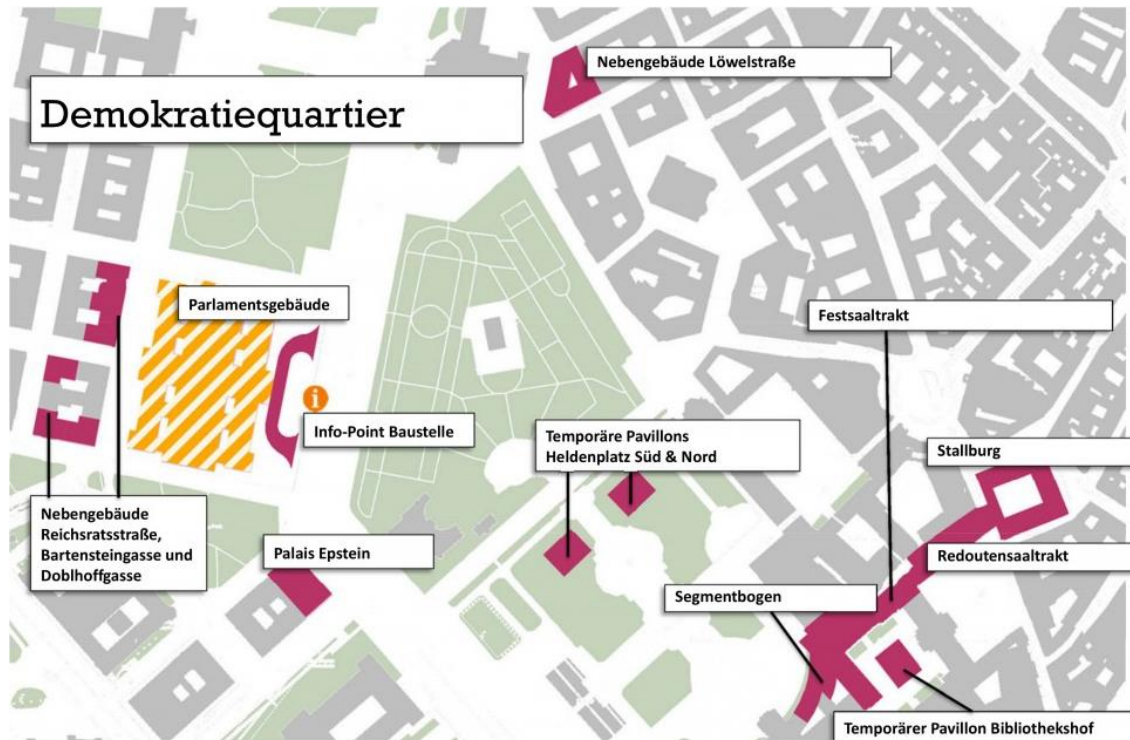 Nebengebäude Löwelstraße
Demokratiequartier
Parlamentsgebäude
Festsaaltrakt
i
Info-Point Baustelle
Temporäre Pavillons
Heldenplatz Süd & Nord
Stallburg
Nebengebäude
Reichsratsstraße,
Bartensteingasse und
Doblhoffgasse
Palais Epstein
Redoutensaaltrakt
Segmentbogen
Temporärer Pavillon Bibliothekshof